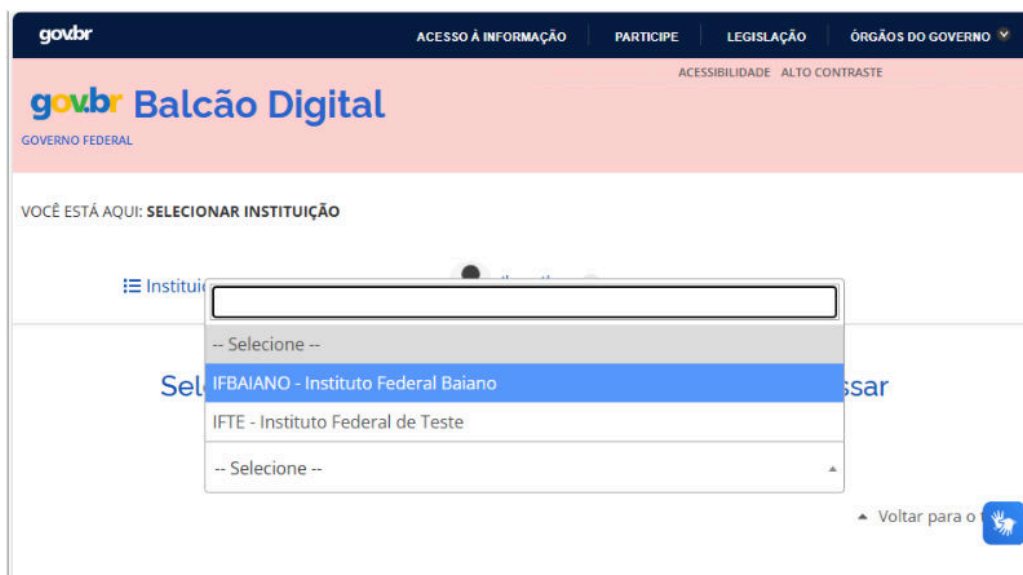 gov.br
ACESSO À INFORMAÇÃO PARTICIPE LEGISLAÇÃO ÓRGÃOS DO GOVERNO
ACESSIBILIDADE ALTO CONTRASTE
gov.br Balcão Digital
GOVERNO FEDERAL
VOCÊ ESTÁ AQUI: SELECIONAR INSTITUIÇÃO
-- Selecione --
IFBAIANO - Instituto Federal Baiano
IFTE - Instituto Federal de Teste
-- Selecione --
Voltar para o